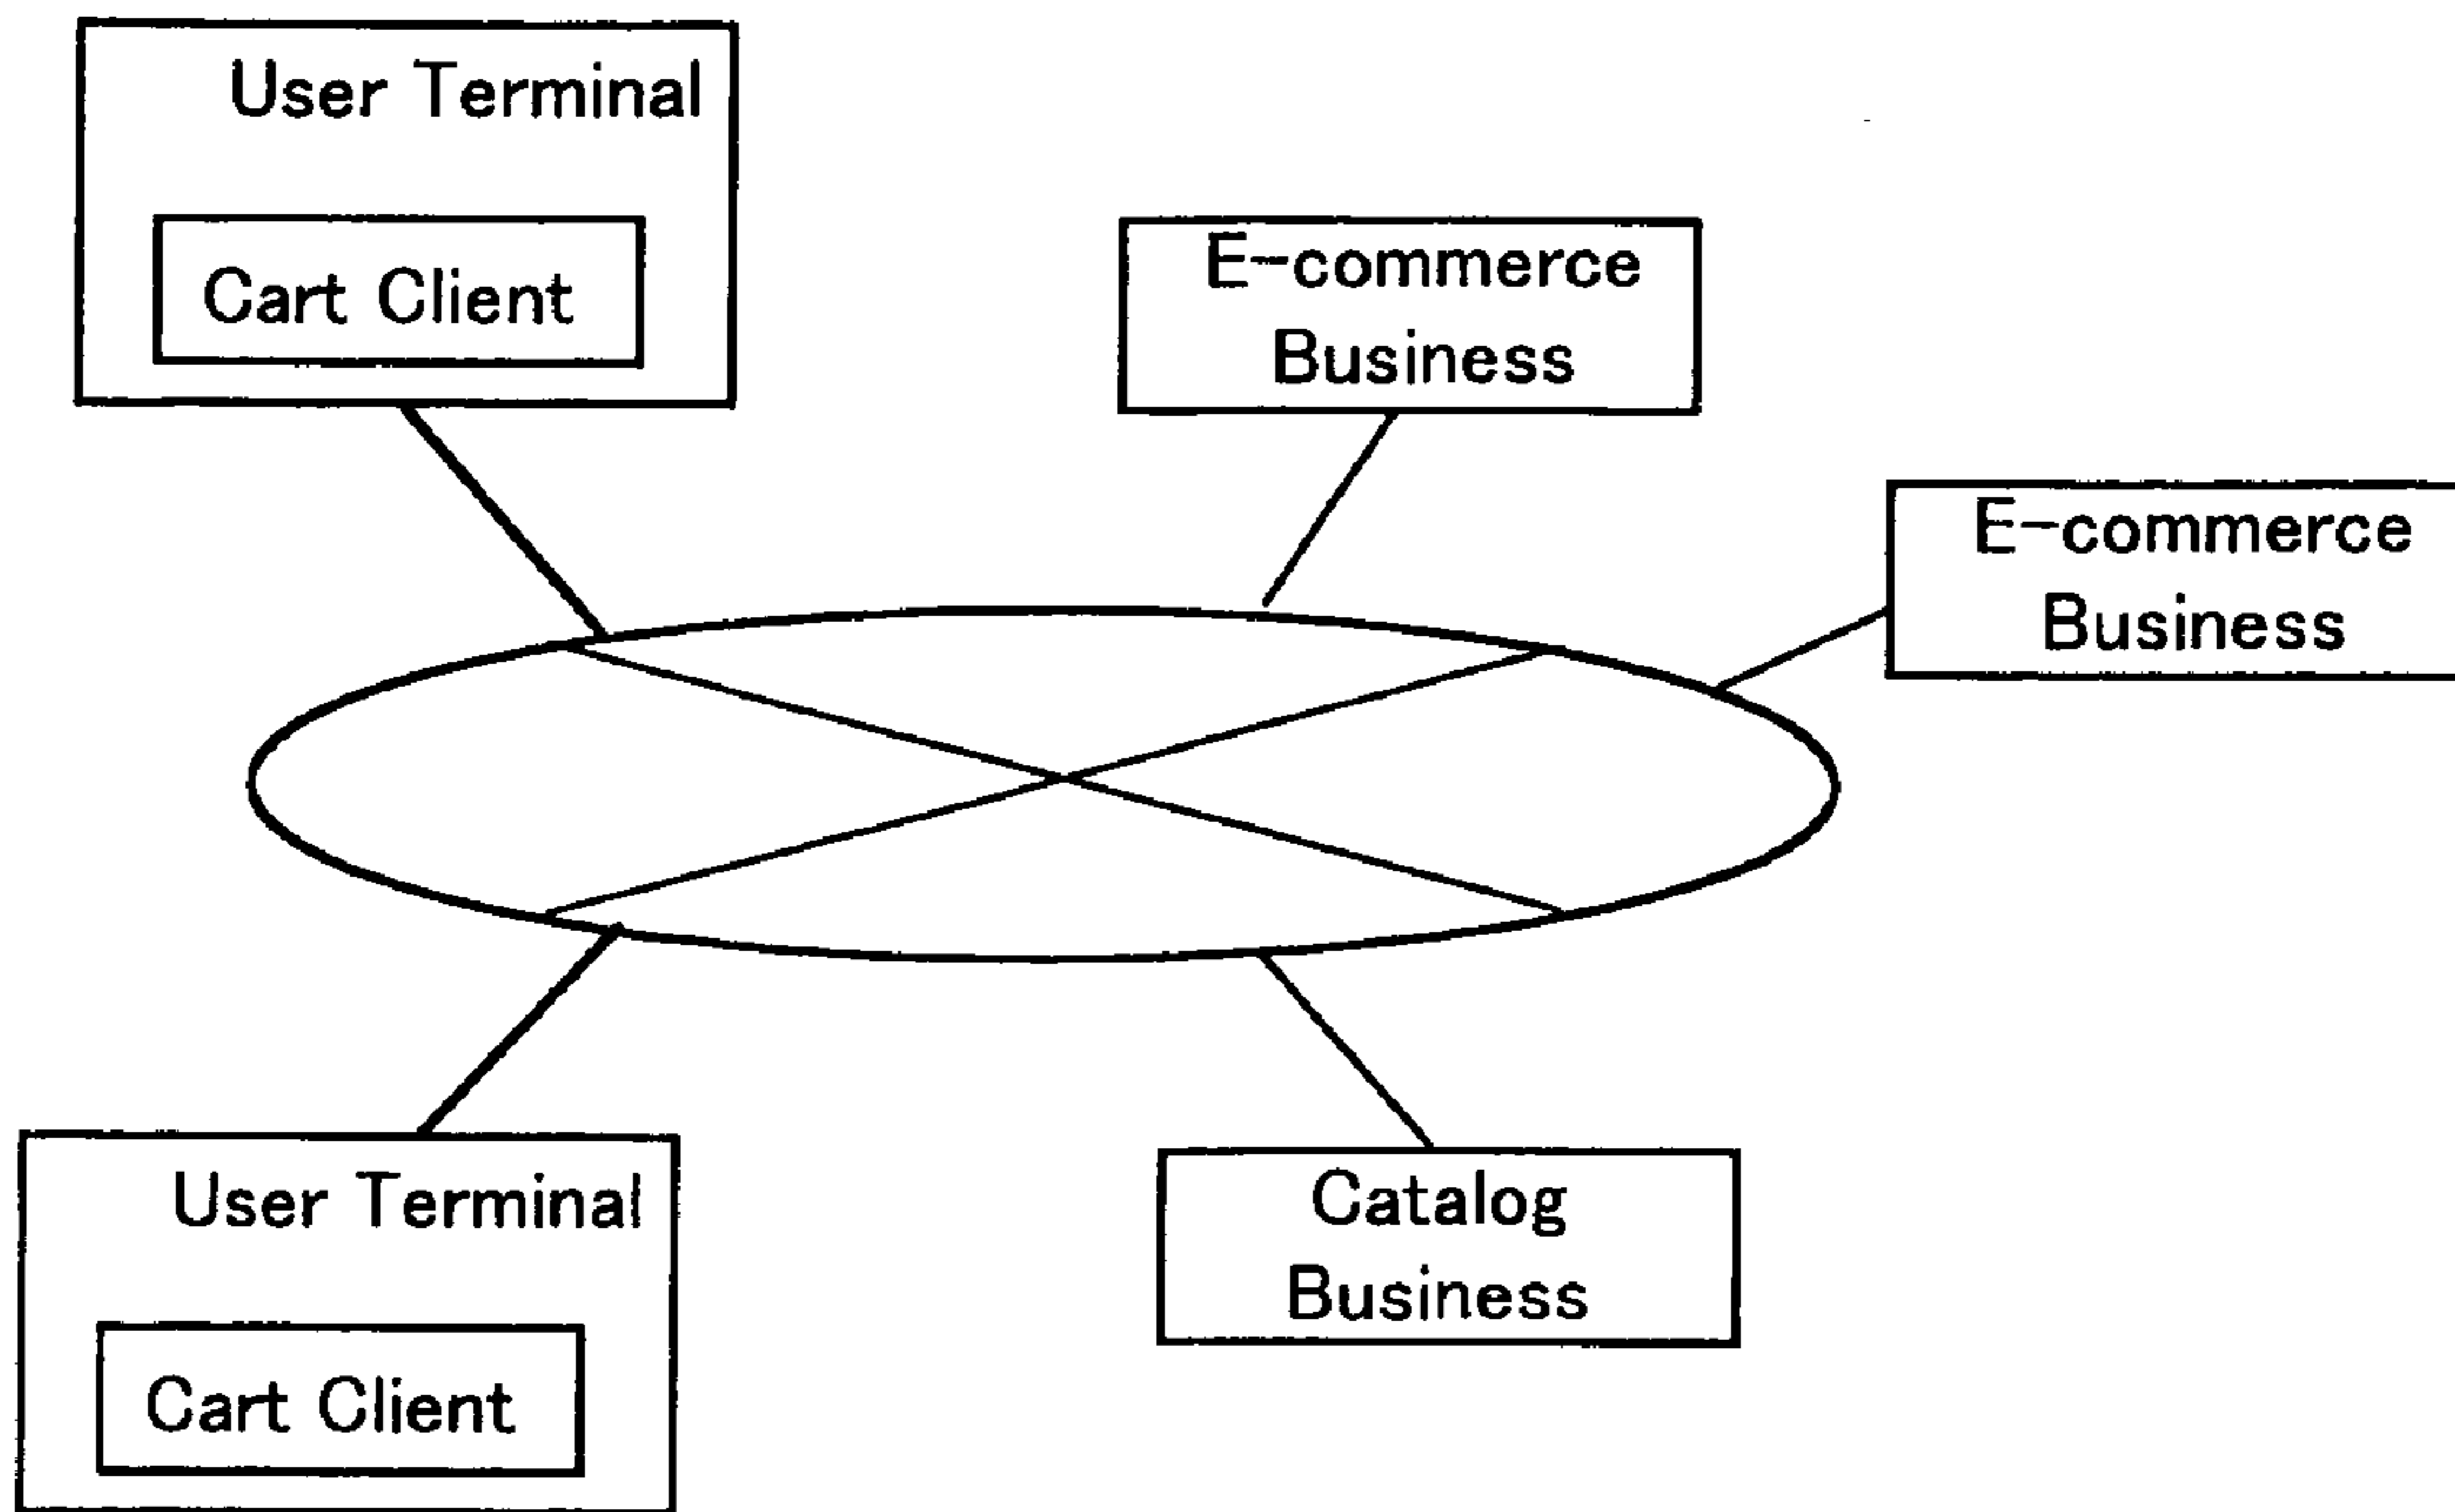 User Terminal
Cart Client
E-commerce
Business
E-commerce
Business
User Terminal
Cart Client
Catalog
Business